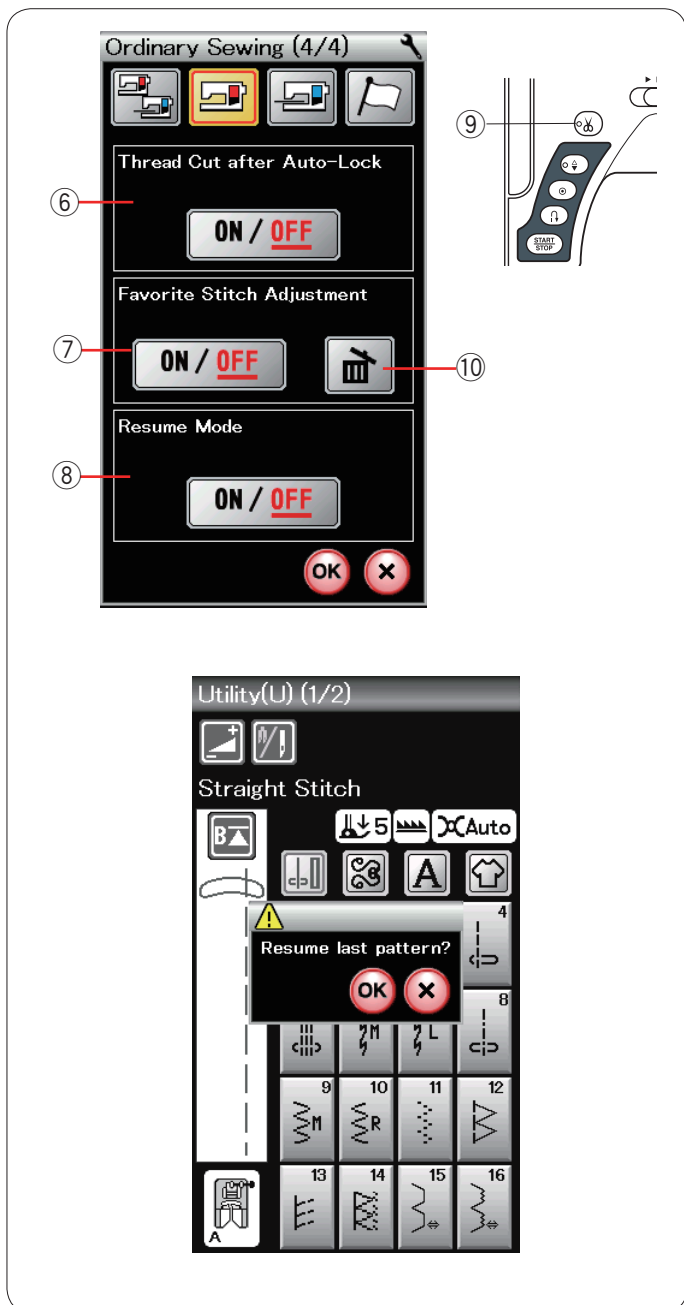 Ordinary Sewing (4/4)
Thread Cut after Auto-Lock
⑥
ON / OFF
Favorite Stitch Adjustment
⑦
ON / OFF
⑩
Resume Mode
⑧
ON / OFF
OK ×
⑨
START
STOP
Utility(U) (1/2)
Straight Stitch
B 5 Auto
A
4
Resume last pattern?
OK ×
8
M L
9 10 11 12
M R
13 14 15 16
A